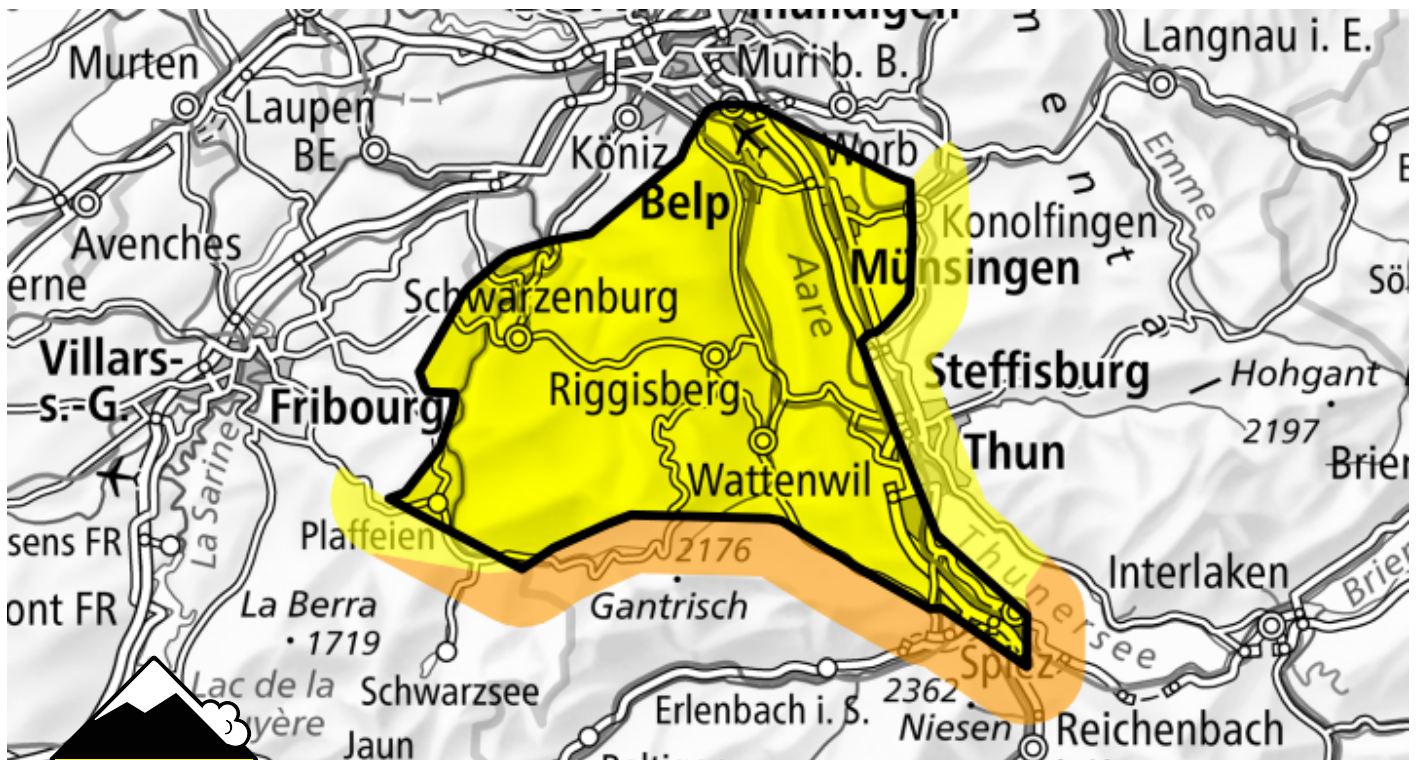 Langnau i. E.
Murten
Muri b. B.
Laupen
BE
Köniz
Worb
Emme
Belp
Konolfingen
Avenches
erne
Münsingen
Aare
Schwarzenburg
Villars-
s.-G.
Steffisburg
Hohgant
2197
Riggisberg
Fribourg
Thun
Wattenwil
La Sarine
Plaffeien
sens FR
2176
Thunersee
Interlaken
ont FR
La Berra
1719
Gantrisch
Spiez
Lac de la
uyère
Schwarzsee
2362
Niesen
Erlenbach i. S.
Reichenbach
Jaun